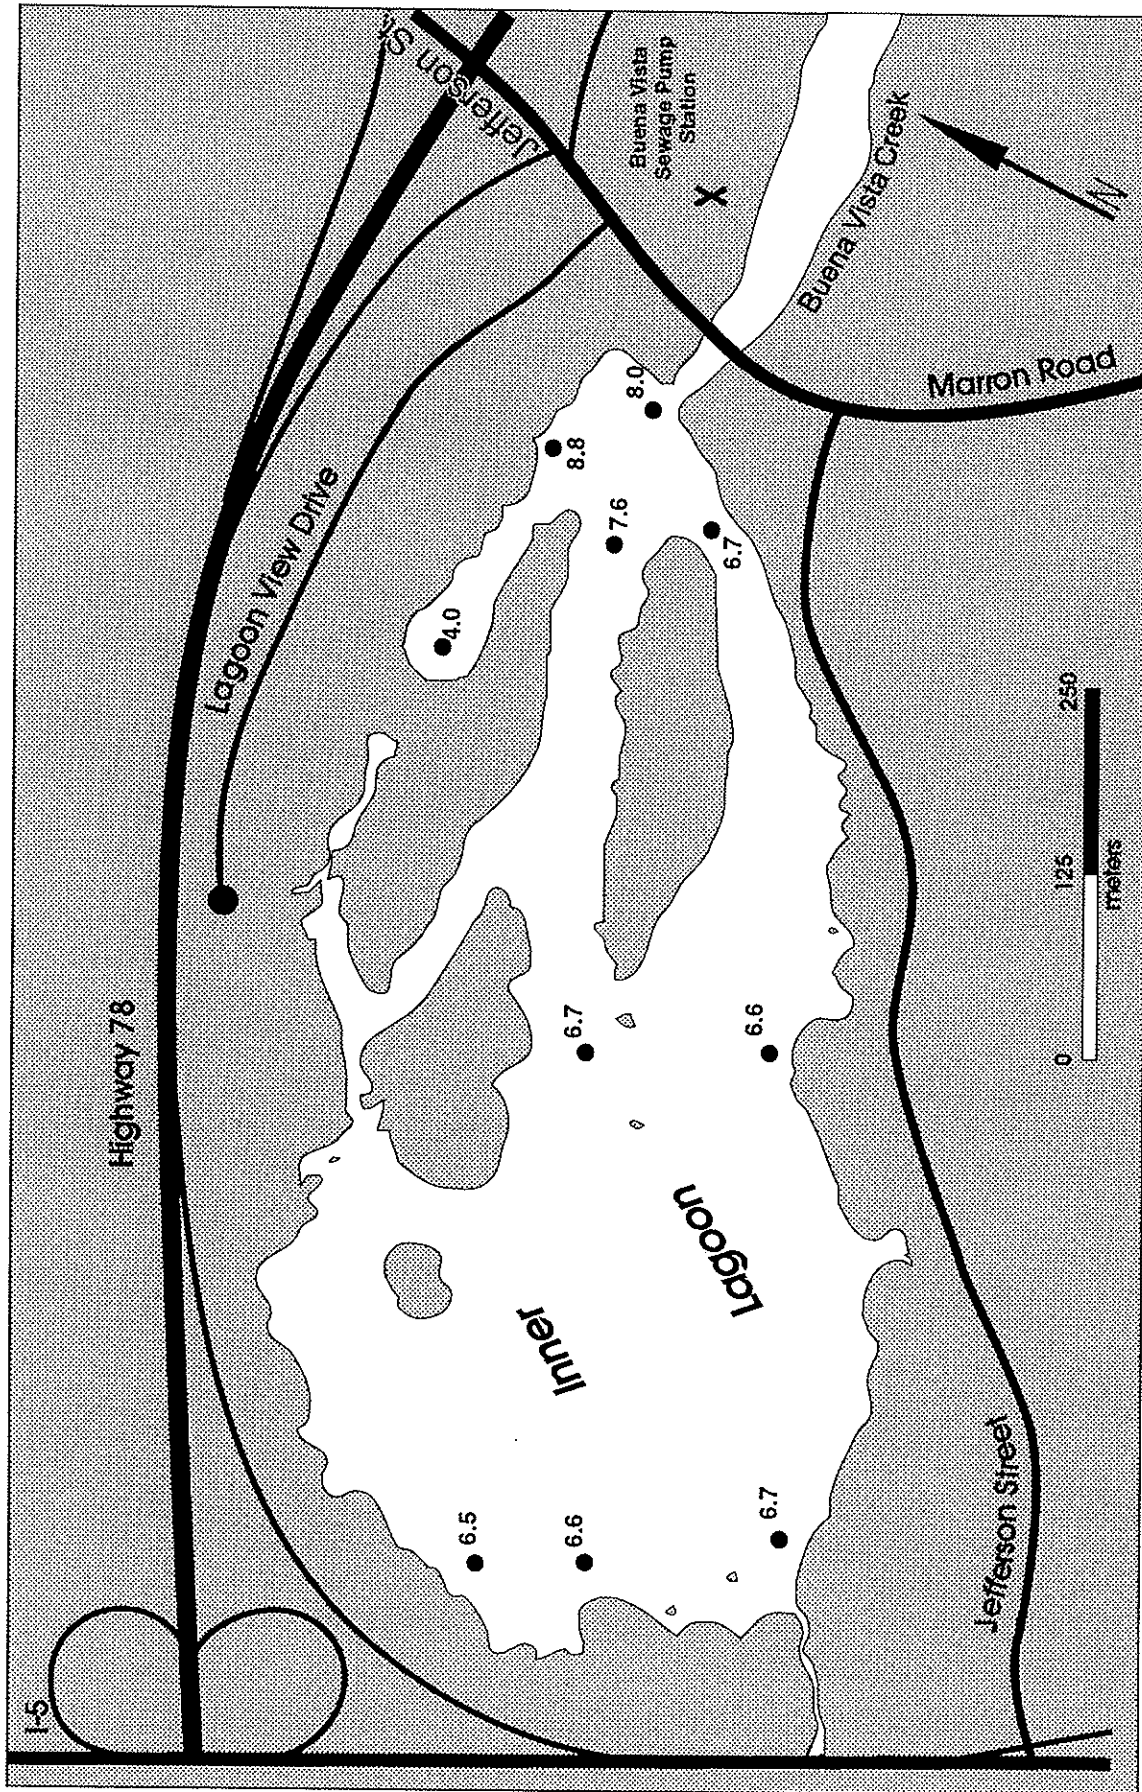 I-5
Highway 78
Jefferson St.
Lagoon View Drive
Buena Vista
Sewage Pump
Station
X
Buena Vista Creek
N
Marron Road
8.0
8.8
7.6
6.7
4.0
6.7
6.6
Inner
Lagoon
6.5
6.6
6.7
Jefferson Street
0
125
250
meters